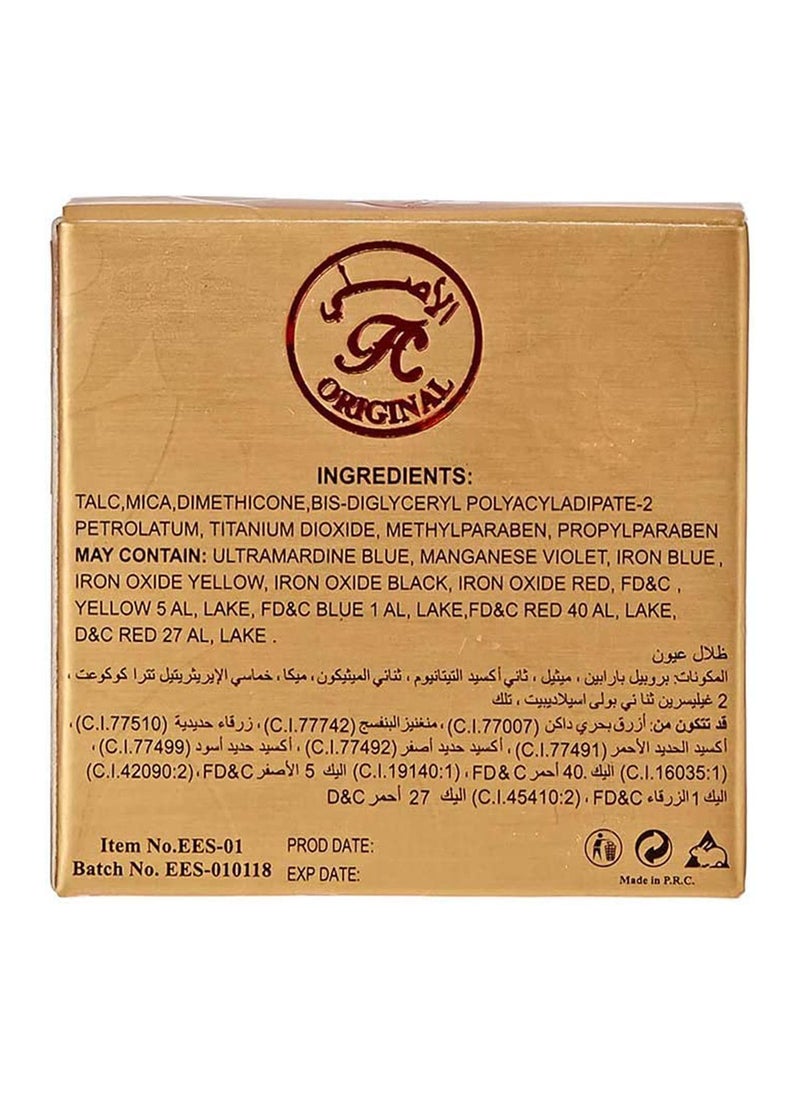 الأصلي
FC
ORIGINAL
INGREDIENTS:
TALC,MICA,DIMETHICONE,BIS-DIGLYCERYL POLYACYLADIPATE-2
PETROLATUM, TITANIUM DIOXIDE, METHYLPARABEN, PROPYLPARABEN
MAY CONTAIN: ULTRAMARDINE BLUE, MANGANESE VIOLET, IRON BLUE,
IRON OXIDE YELLOW, IRON OXIDE BLACK, IRON OXIDE RED, FD&C ,
YELLOW 5 AL, LAKE, FD&C BLUE 1 AL, LAKE,FD&C RED 40 AL, LAKE,
D&C RED 27 AL, LAKE .
ظلال عيون
المكونات: بروبيل بارابين، ميثيل، ثاني أكسيد التيتانيوم، ثنائي الميثيكون، ميكا، خماسي الإيريثريتيل تترا كوكوعت،
2 غيليسرين ثنا ئي بولى اسيلاديبيت، تلك
قد تتكون من: أزرق بحري داكن (C.I.77007)، منغنيز البنفسج (C.I.77742)، زرقاء حديدية (C.I.77510)،
أكسيد الحديد الأحمر (C.I.77491)، أكسيد حديد أصفر (C.I.77492)، أكسيد حديد أسود (C.I.77499)،
(C.I.16035:1) اليك .40 أحمر FD&C ،(C.I.19140:1) اليك 5 الأصفر FD&C ،(C.I.42090:2)
اليك 1 الزرقاء FD&C ،(C.I.45410:2) اليك 27 أحمر D&C
Item No.EES-01
Batch No. EES-010118
PROD DATE:
EXP DATE:
Made in P.R.C.